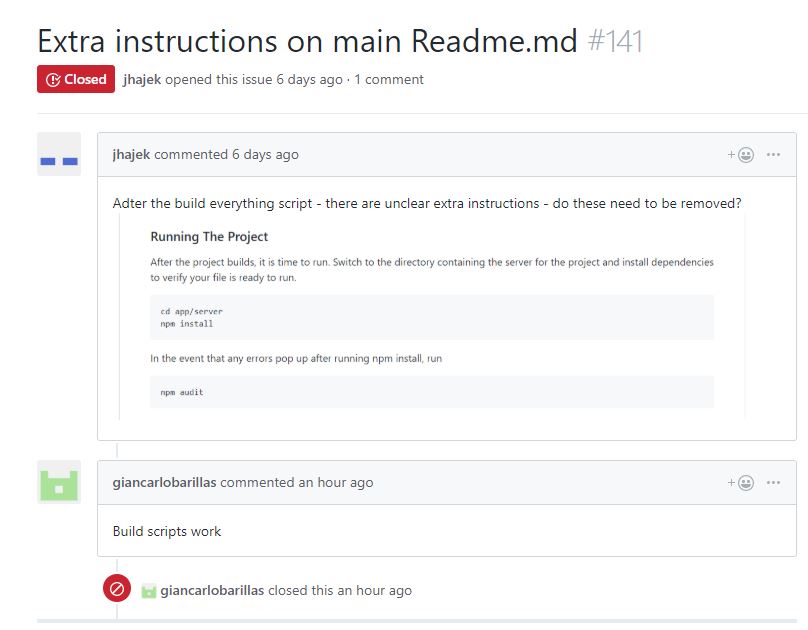 Extra instructions on main Readme.md #141
Closed jhajek opened this issue 6 days ago · 1 comment
jhajek commented 6 days ago
Adter the build everything script - there are unclear extra instructions - do these need to be removed?
Running The Project
After the project builds, it is time to run. Switch to the directory containing the server for the project and install dependencies
to verify your file is ready to run.
cd app/server
npm install
In the event that any errors pop up after running npm install, run
npm audit
giancarlobarillas commented an hour ago
Build scripts work
giancarlobarillas closed this an hour ago